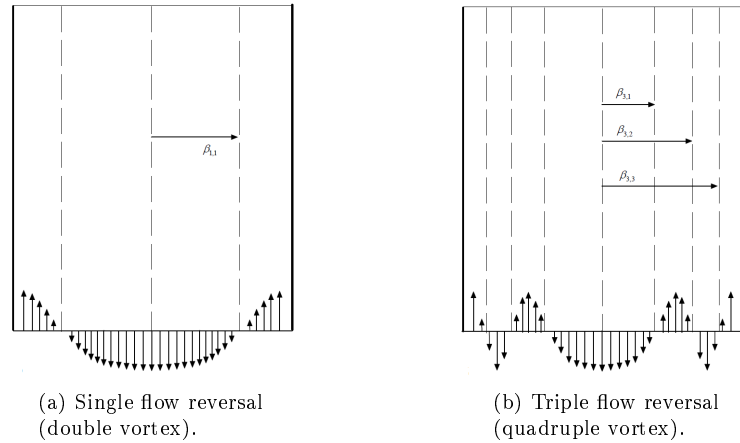 β1,1
β3,1
β3,2
β3,3
(a) Single flow reversal
(double vortex).
(b) Triple flow reversal
(quadruple vortex).